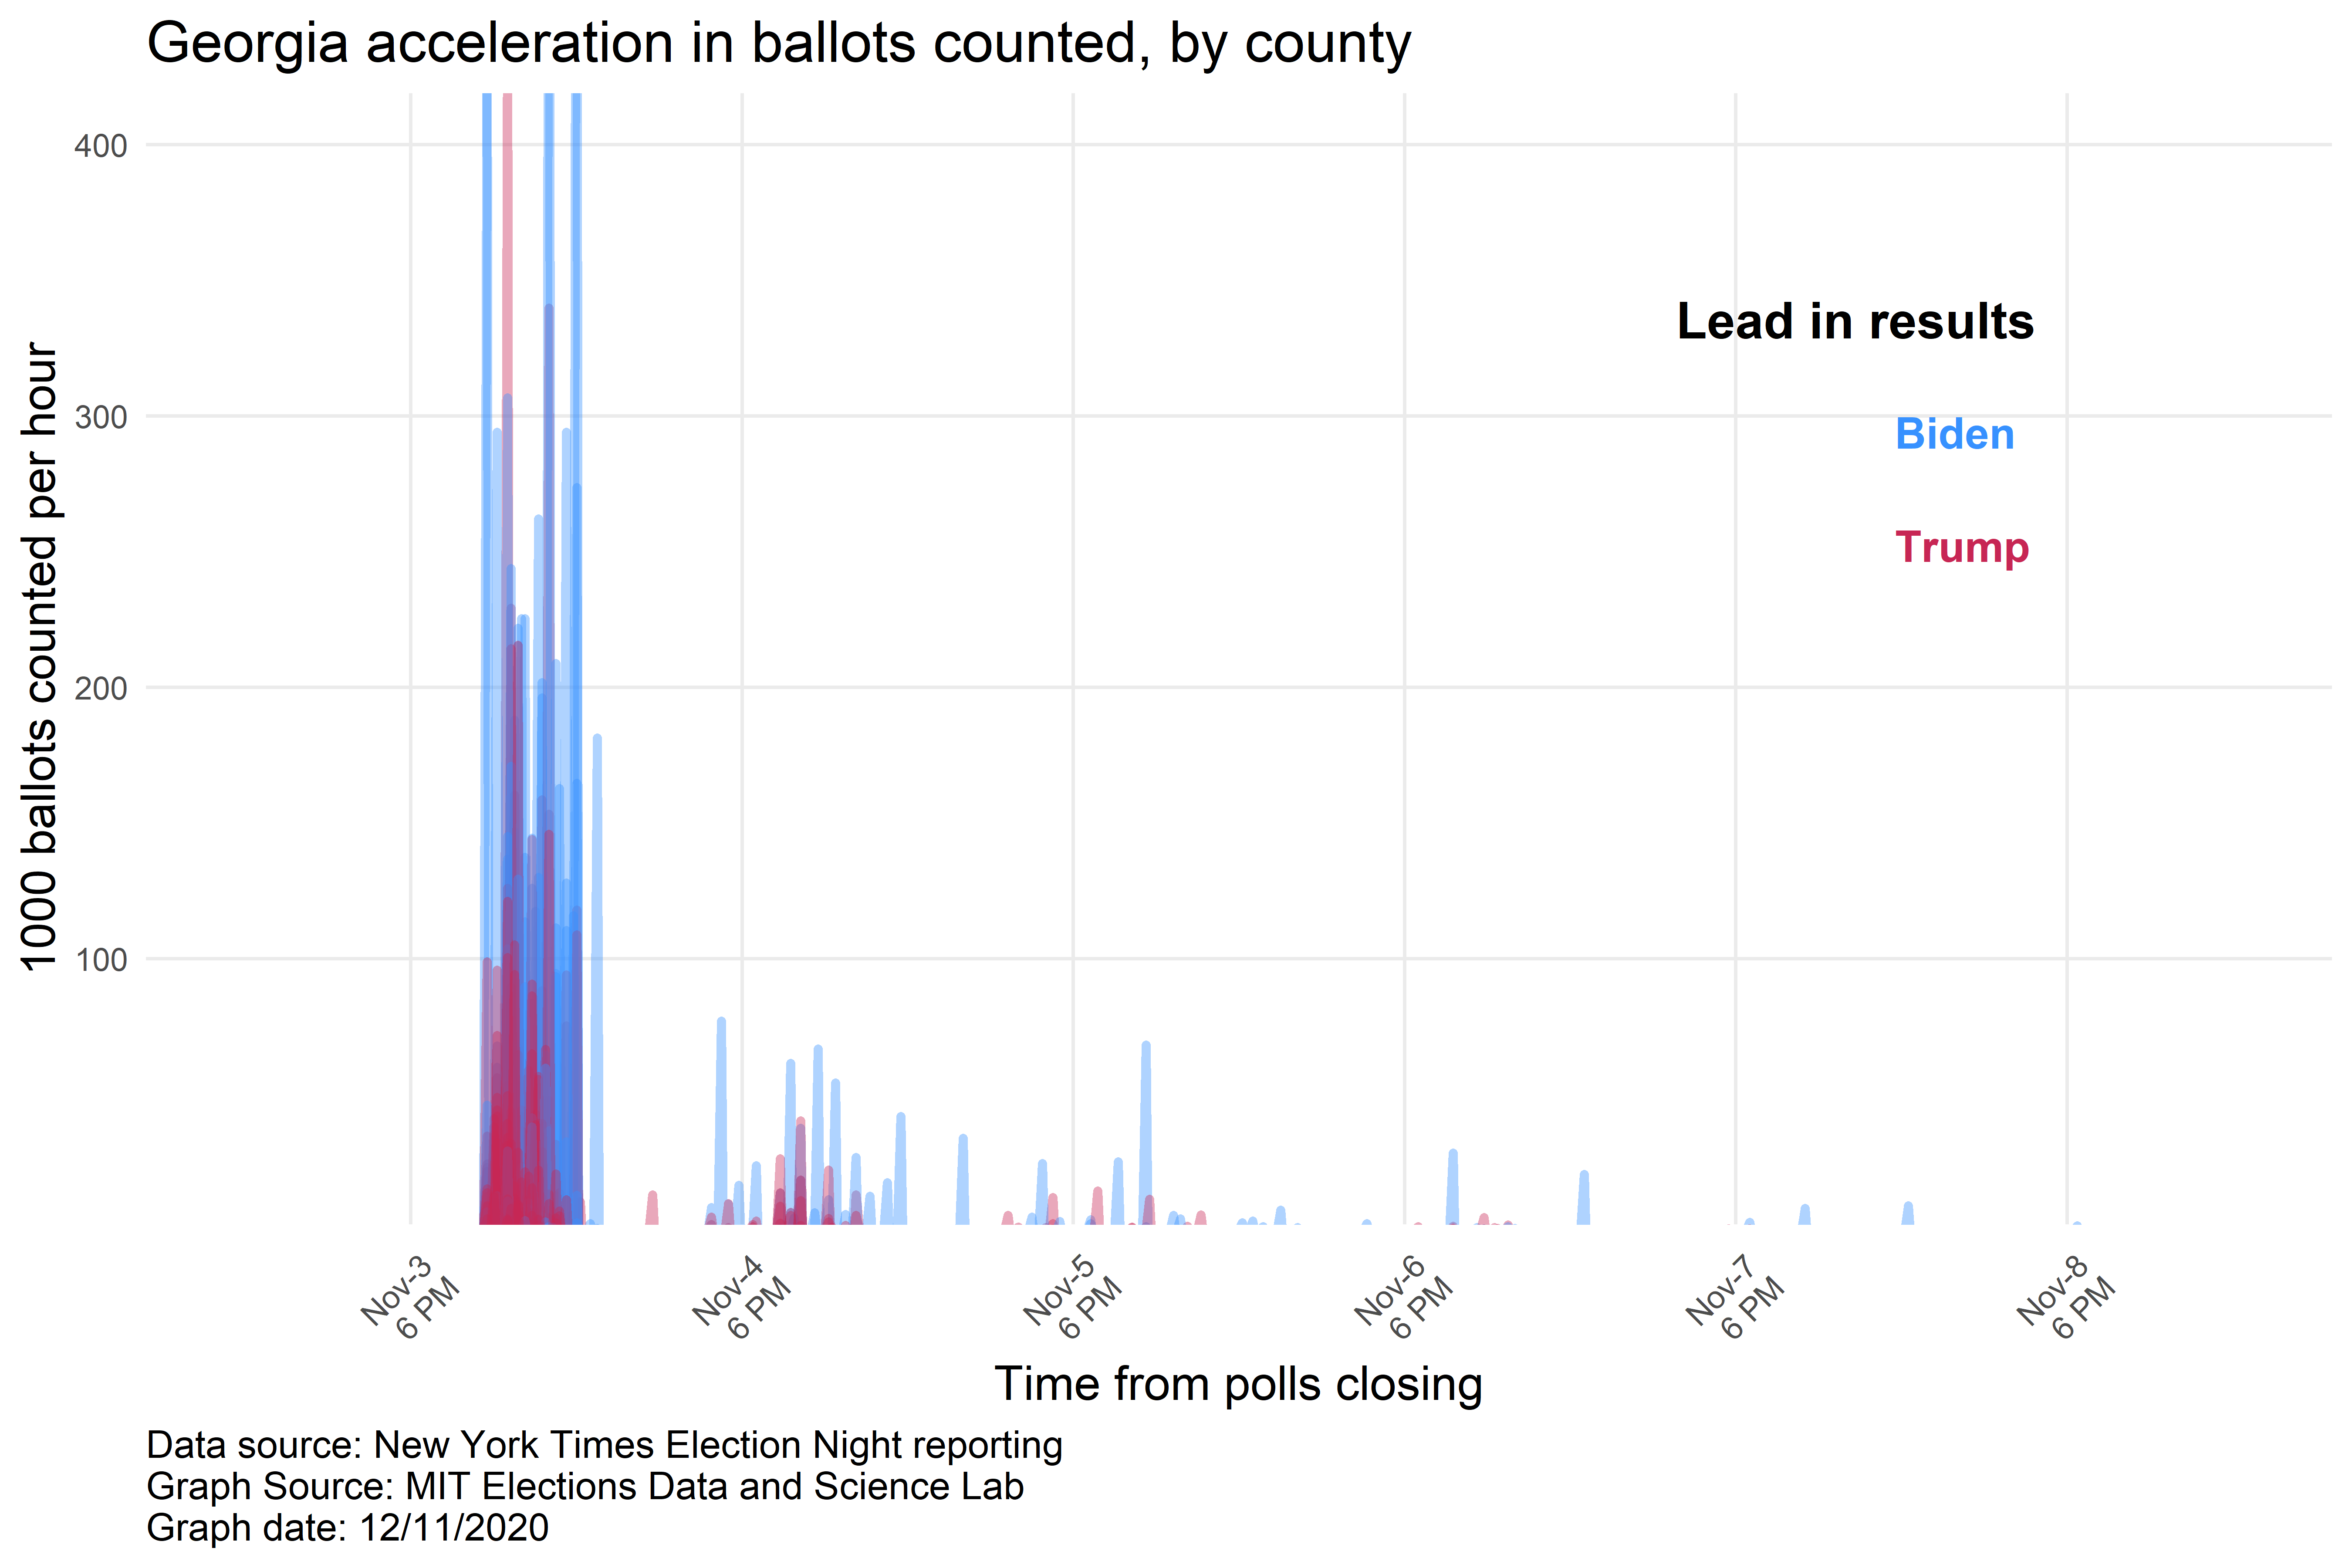 Georgia acceleration in ballots counted, by county
1000 ballots counted per hour
400
300
200
100
Lead in results
Biden
Trump
Nov-3
6 PM
Nov-4
6 PM
Nov-5
6 PM
Nov-6
6 PM
Nov-7
6 PM
Nov-8
6 PM
Time from polls closing
Data source: New York Times Election Night reporting
Graph Source: MIT Elections Data and Science Lab
Graph date: 12/11/2020